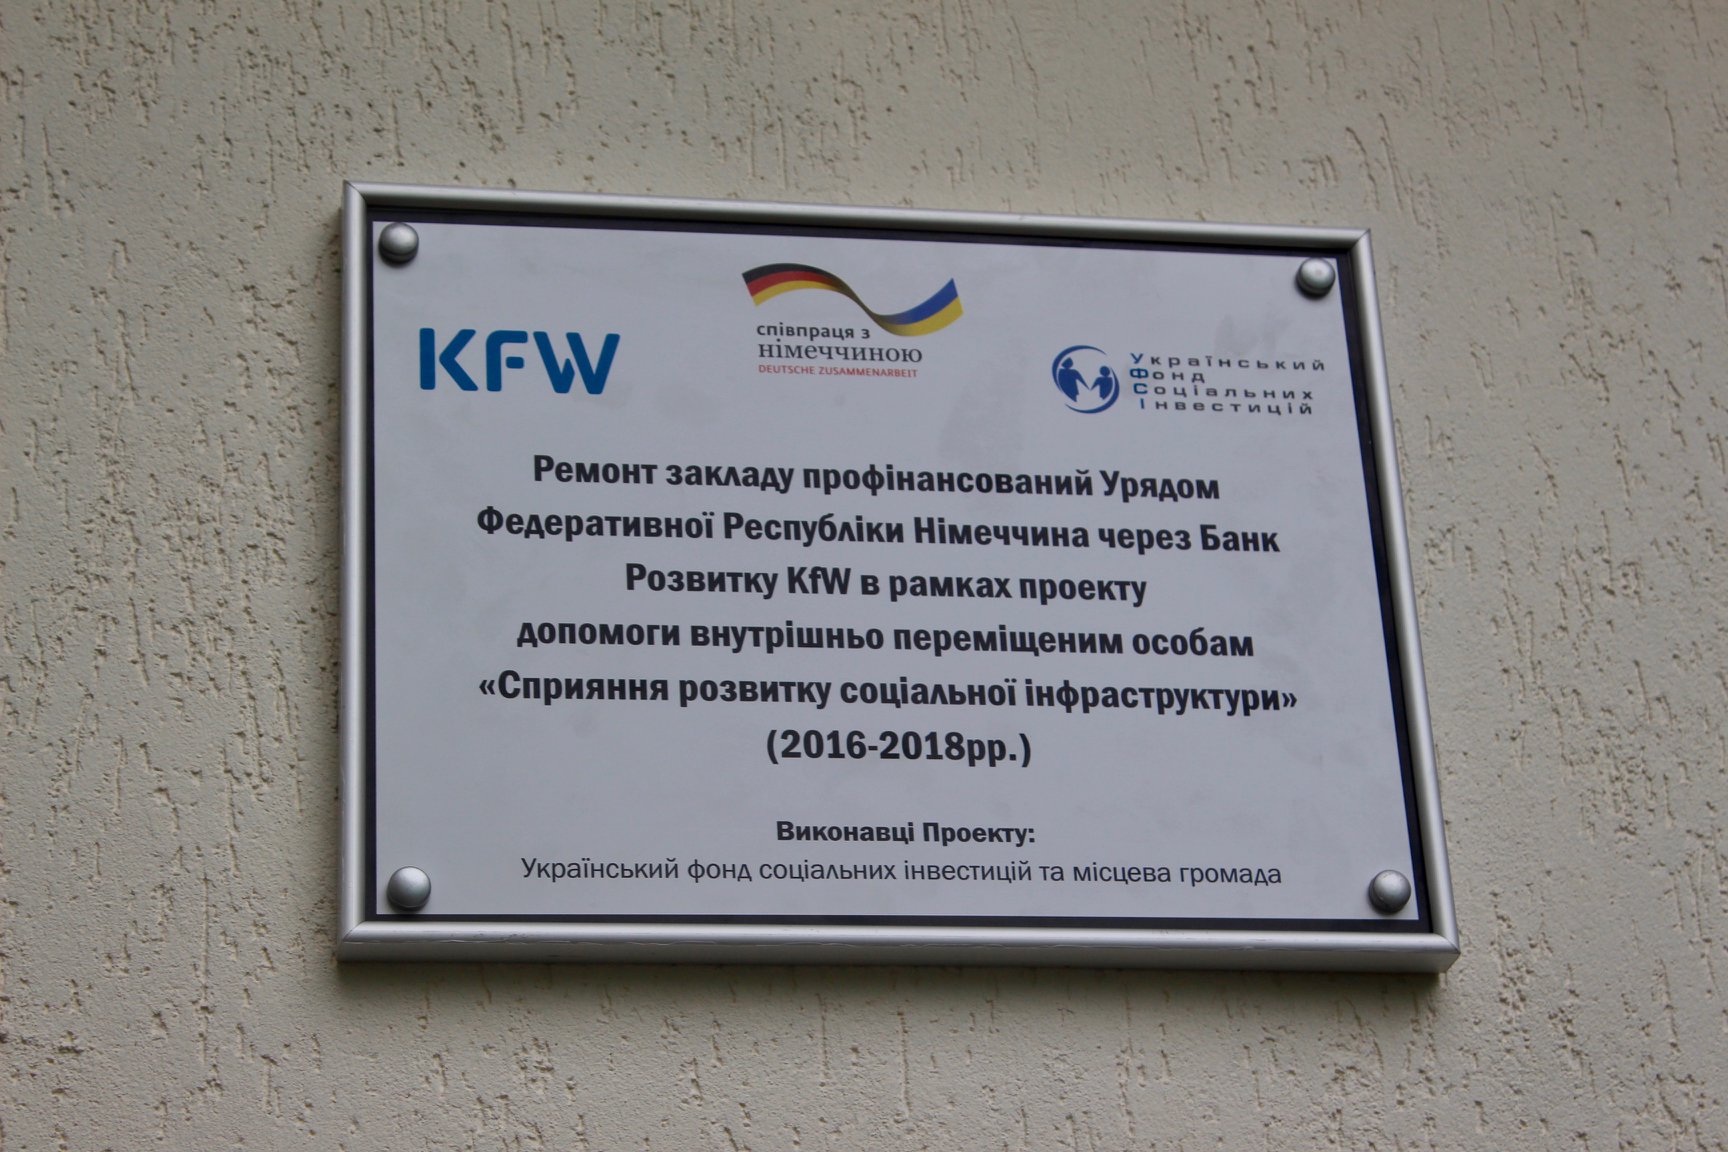 KFW
співпраця з
німеччиною
DEUTSCHE ZUSAMMENARBEIT
Український
Фонд
Соціальних
Інвестицій
Ремонт закладу профінансований Урядом
Федеративної Республіки Німеччина через Банк
Розвитку KfW в рамках проекту
допомоги внутрішньо переміщеним особам
«Сприяння розвитку соціальної інфраструктури»
(2016-2018рр.)
Виконавці Проекту:
Український фонд соціальних інвестицій та місцева громада